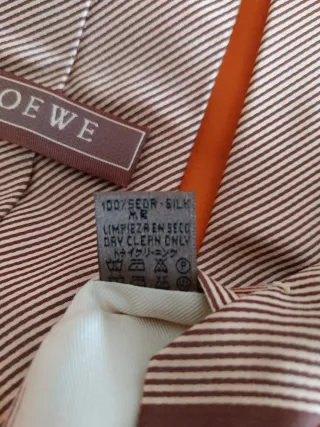 OEWE
100% SEDA - SILK
LIMPIEZA EN SECO
DRY CLEAN ONLY
ドライクリーニング